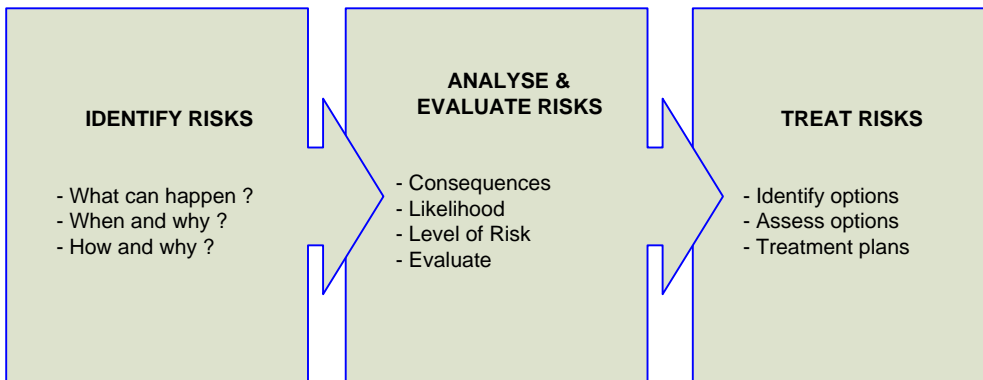 IDENTIFY RISKS
- What can happen ?
- When and why ?
- How and why ?
ANALYSE &
EVALUATE RISKS
- Consequences
- Likelihood
- Level of Risk
- Evaluate
TREAT RISKS
- Identify options
- Assess options
- Treatment plans